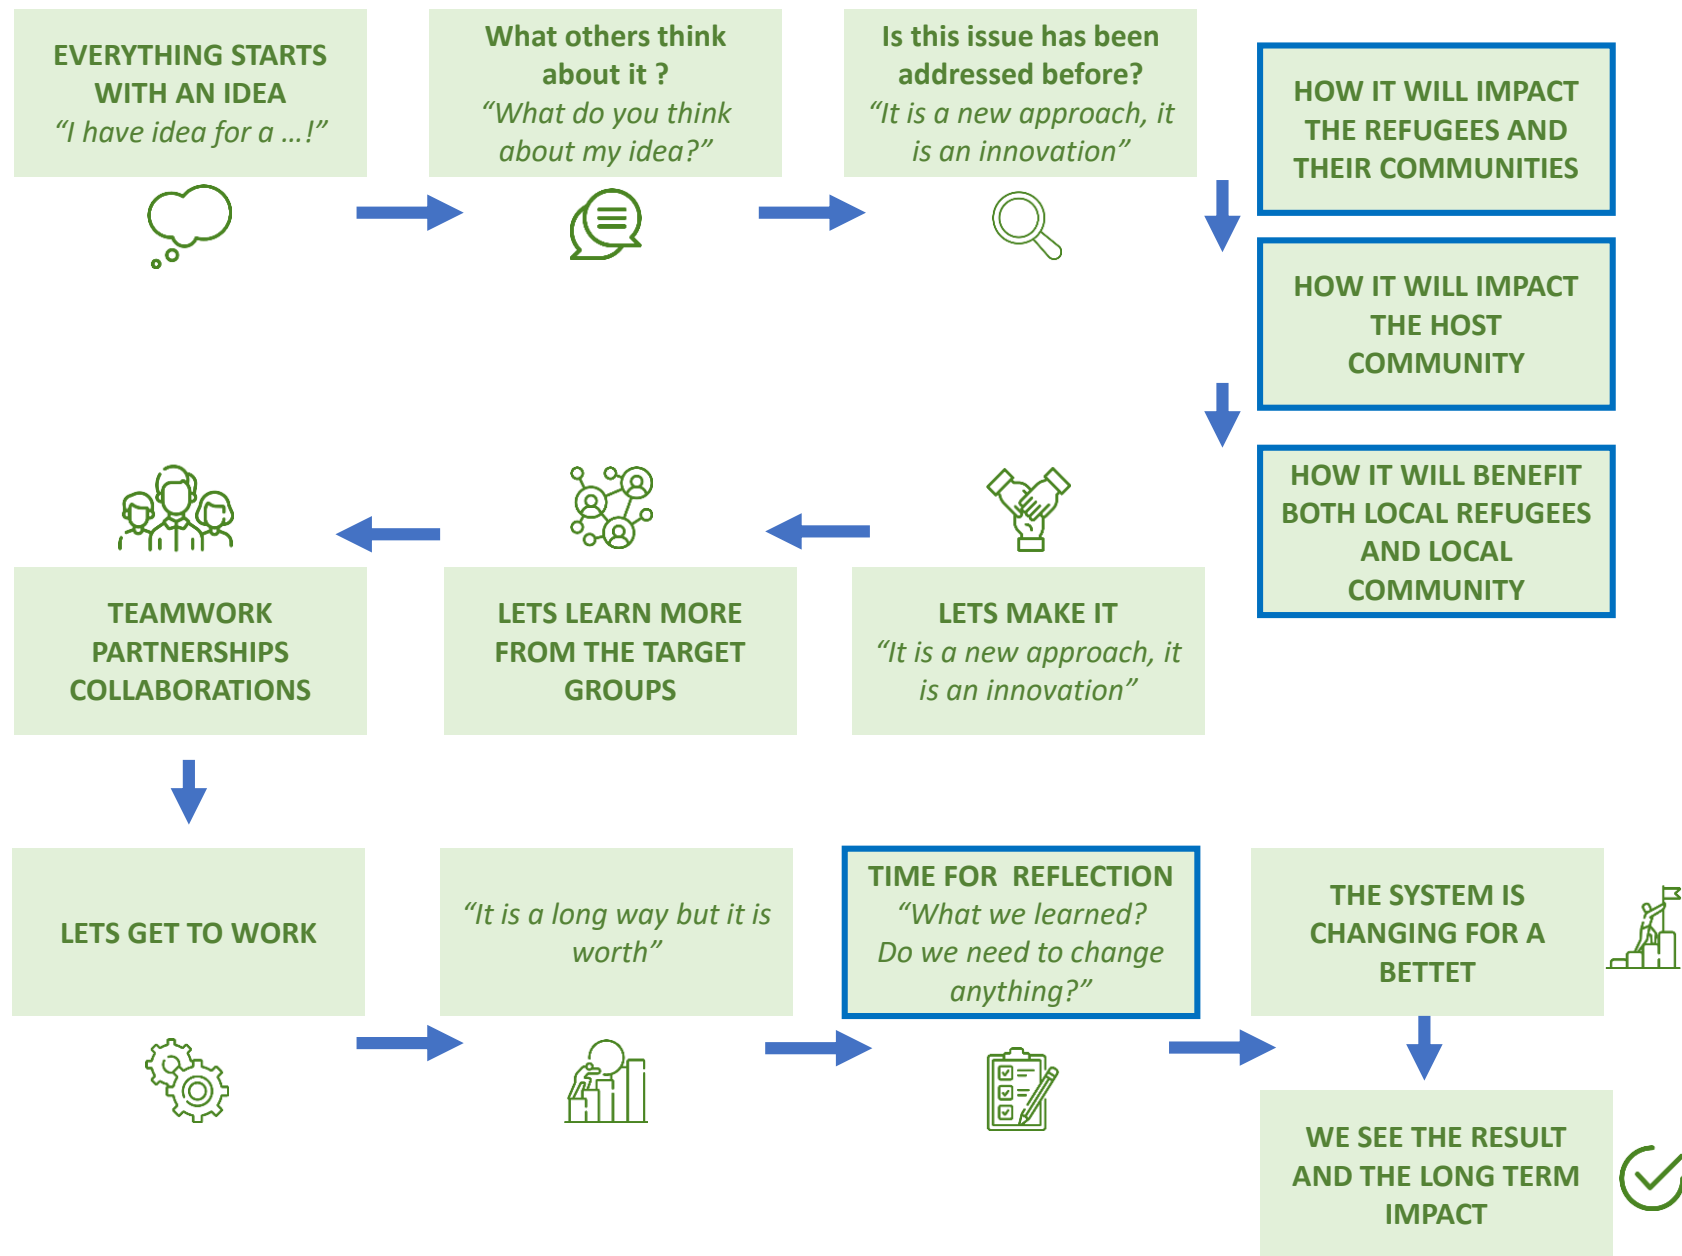 EVERYTHING STARTS
WITH AN IDEA
“I have idea for a ...!”
What others think
about it ?
“What do you think
about my idea?”
Is this issue has been
addressed before?
“It is a new approach, it
is an innovation”
HOW IT WILL IMPACT
THE REFUGEES AND
THEIR COMMUNITIES
HOW IT WILL IMPACT
THE HOST
COMMUNITY
HOW IT WILL BENEFIT
BOTH LOCAL REFUGEES
AND LOCAL
COMMUNITY
LETS MAKE IT
“It is a new approach, it
is an innovation”
LETS LEARN MORE
FROM THE TARGET
GROUPS
TEAMWORK
PARTNERSHIPS
COLLABORATIONS
LETS GET TO WORK
“It is a long way but it is
worth”
TIME FOR REFLECTION
“What we learned?
Do we need to change
anything?”
THE SYSTEM IS
CHANGING FOR A
BETTET
WE SEE THE RESULT
AND THE LONG TERM
IMPACT